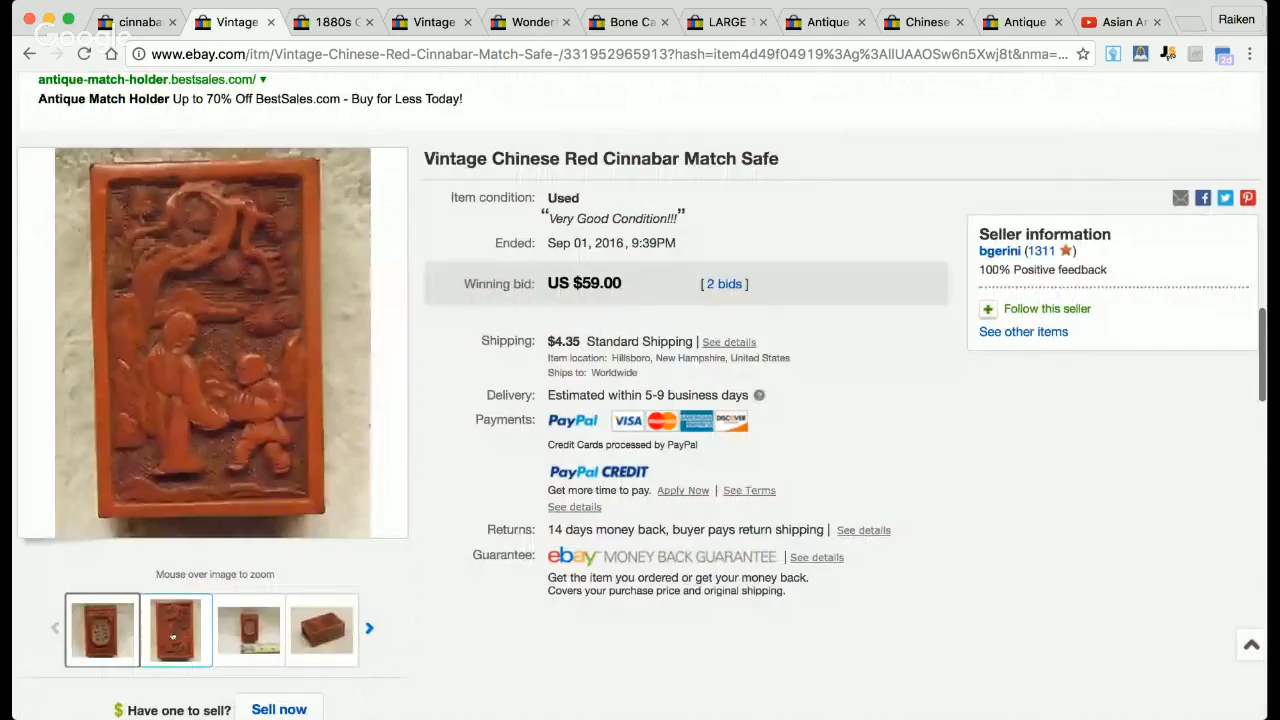 cinnaba
Vintage
1880s C
Vintage
Wonder
Bone Ca
LARGE
Antique
Chinese
Antique
Asian Ar
Raiken
Google
www.ebay.com/itm/Vintage-Chinese-Red-Cinnabar-Match-Safe-/331952965913?hash=item4d49f04919%3Ag%3AIlUAAOSw6n5Xwj8t&nma=...
2d
antique-match-holder.bestsales.com/
Antique Match Holder Up to 70% Off BestSales.com - Buy for Less Today!
Vintage Chinese Red Cinnabar Match Safe
Item condition: Used
“Very Good Condition!!!”
Ended: Sep 01, 2016, 9:39PM
Winning bid: US $59.00 [ 2 bids ]
Shipping: $4.35 Standard Shipping | See details
Item location: Hillsboro, New Hampshire, United States
Ships to: Worldwide
Delivery: Estimated within 5-9 business days
Payments: PayPal VISA MasterCard DISCOVER
Credit Cards processed by PayPal
PayPal CREDIT
Get more time to pay. Apply Now | See Terms
See details
Returns: 14 days money back, buyer pays return shipping | See details
Guarantee: ebay MONEY BACK GUARANTEE | See details
Get the item you ordered or get your money back.
Covers your purchase price and original shipping.
Seller information
bgerini (1311 )
100% Positive feedback
Follow this seller
See other items
Mouse over image to zoom
$ Have one to sell? Sell now